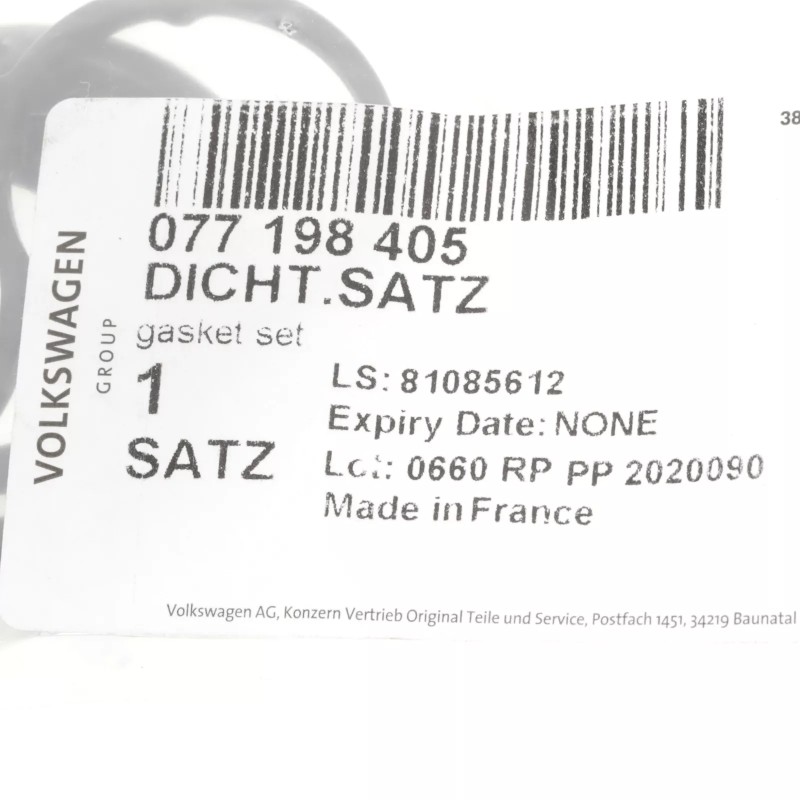 38
077 198 405
DICHT.SATZ
gasket set
1
SATZ
LS: 81085612
Expiry Date: NONE
Lot: 0660 RP PP 2020090
Made in France
VOLKSWAGEN
GROUP
Volkswagen AG, Konzern Vertrieb Original Teile und Service, Postfach 1451, 34219 Baunatal